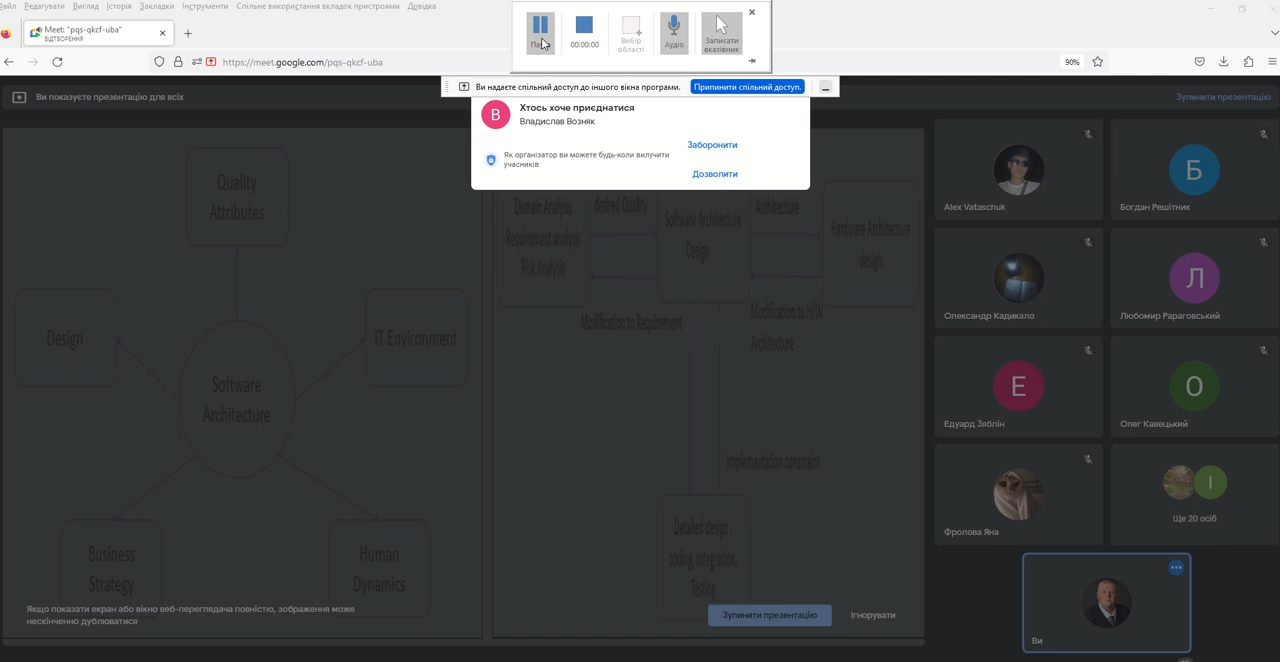 Файл Редагувати Вигляд Історія Закладки Інструменти Спільне використання вкладок пристроями Довідка
Meet: "pqs-qkcf-uba"
ВІДТВОРЕННЯ
https://meet.google.com/pqs-qkcf-uba
90%
00:00:00
Вибір
області
Аудіо
Записати
вказівник
Ви надаєте спільний доступ до іншого вікна програми.
Припинити спільний доступ.
Ви показуєте презентацію для всіх
Зупинити презентацію
B
Хтось хоче приєднатися
Владислав Возняк
Як організатор ви можете будь-коли вилучити
учасників
Заборонити
Дозволити
Quality
Attributes
Design
IT Environment
Software
Architecture
Business
Strategy
Human
Dynamics
Domain Analysis
Requirement analysis
Risk Analysis
desired Quality
Software Architecture
Design
Architecture
Hardware Architecture
design
Modification to Requirement
Modification to H/W
Architecture
Implementation constraint
Detailed design ,
coding, Integration,
Testing
Якщо показати екран або вікно веб-переглядача повністю, зображення може
нескінченно дублюватися
Зупинити презентацію
Ігнорувати
Alex Vataschuk
Б
Богдан Решітник
Олександр Кадикало
Л
Любомир Рараговський
Е
Едуард Зяблін
О
Олег Кавецький
Фролова Яна
І
Ще 20 осіб
Ви